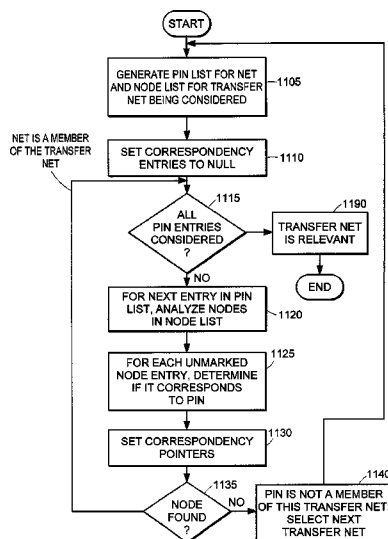 START
GENERATE PIN LIST FOR NET
AND NODE LIST FOR TRANSFER
NET BEING CONSIDERED
1105
NET IS A MEMBER
OF THE TRANSFER
NET
SET CORRESPONDENCY
ENTRIES TO NULL
1110
1115
ALL
PIN ENTRIES
CONSIDERED
?
1190
TRANSFER NET
IS RELEVANT
END
NO
FOR NEXT ENTRY IN PIN
LIST, ANALYZE NODES
IN NODE LIST
1120
1125
FOR EACH UNMARKED
NODE ENTRY, DETERMINE
IF IT CORRESPONDS
TO PIN
1130
SET CORRESPONDENCY
POINTERS
1135
NODE
FOUND
?
NO
1140
PIN IS NOT A MEMBER
OF THIS TRANSFER NET
SELECT NEXT
TRANSFER NET